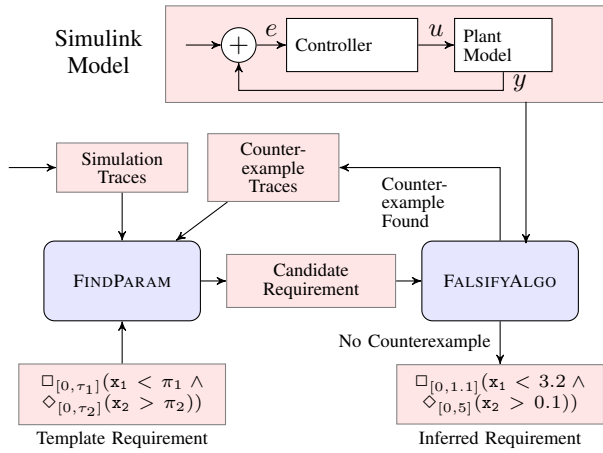 Simulink
Model
+
e
Controller
u
Plant
Model
y
Simulation
Traces
Counter-
example
Traces
Counter-
example
Found
FINDPARAM
Candidate
Requirement
FALSIFYALGO
No Counterexample
□[0,τ1](x1 < π1 ∧
◇[0,τ2](x2 > π2))
Template Requirement
□[0,1.1](x1 < 3.2 ∧
◇[0,5](x2 > 0.1))
Inferred Requirement